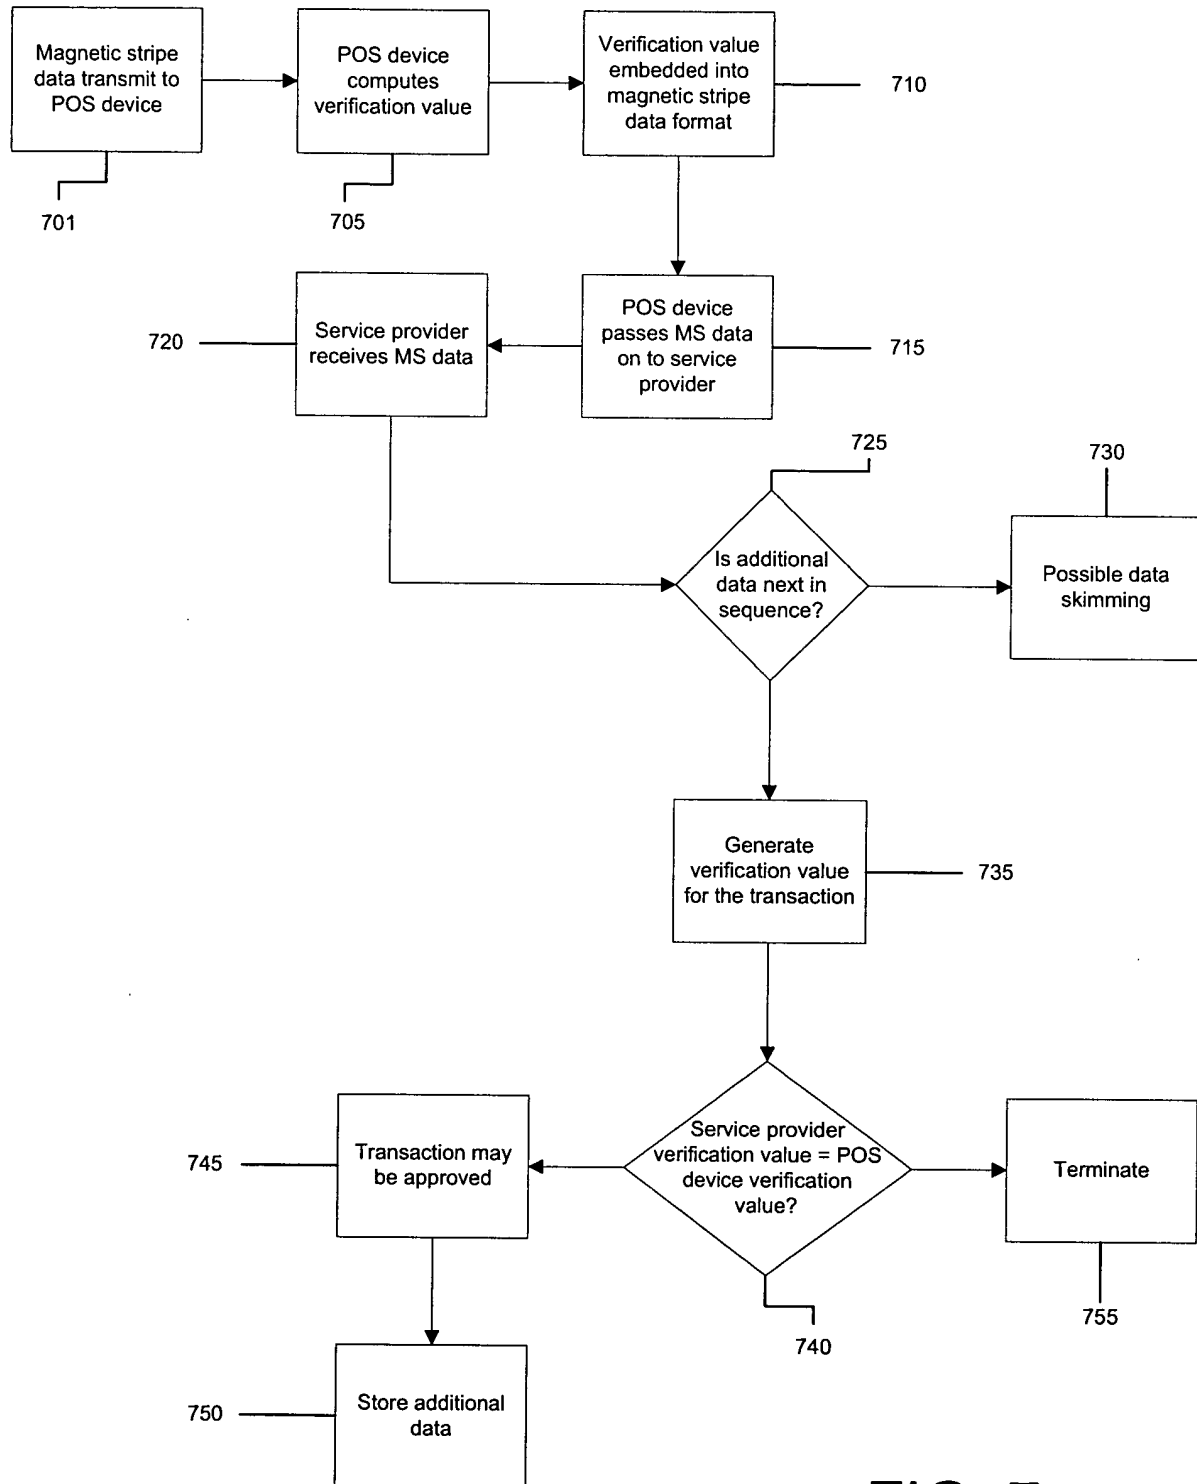 Magnetic stripe
data transmit to
POS device
701
POS device
computes
verification value
705
Verification value
embedded into
magnetic stripe
data format
710
POS device
passes MS data
on to service
provider
715
Service provider
receives MS data
720
Is additional
data next in
sequence?
725
Possible data
skimming
730
Generate
verification value
for the transaction
735
Service provider
verification value = POS
device verification
value?
740
Transaction may
be approved
745
Terminate
755
Store additional
data
750